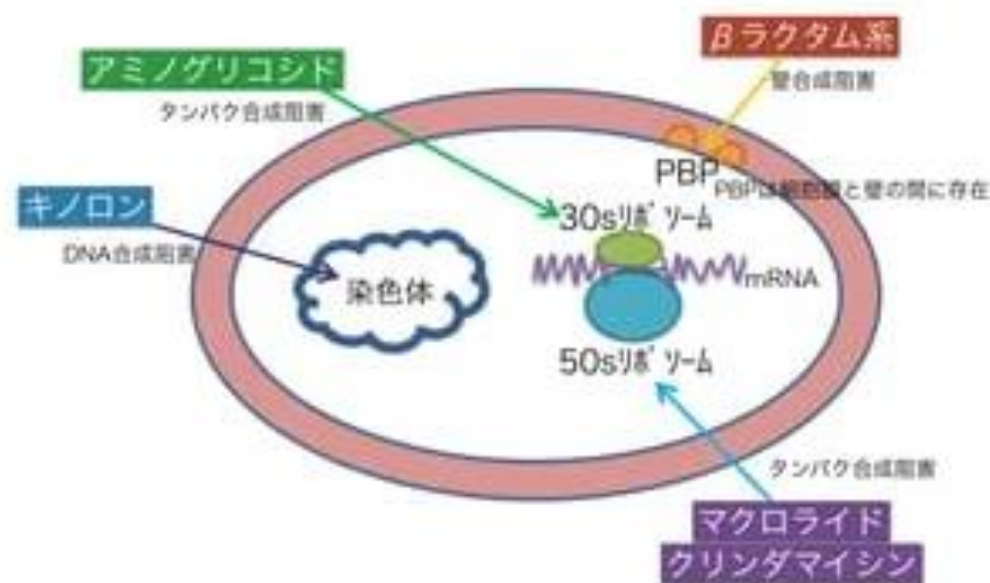 βラクタム系
アミノグリコシド
壁合成阻害
タンパク合成阻害
PBP
PBPは細胞膜と壁の間に存在
キノロン
30sリボソーム
DNA合成阻害
染色体
mRNA
50sリボソーム
タンパク合成阻害
マクロライド
クリンダマイシン